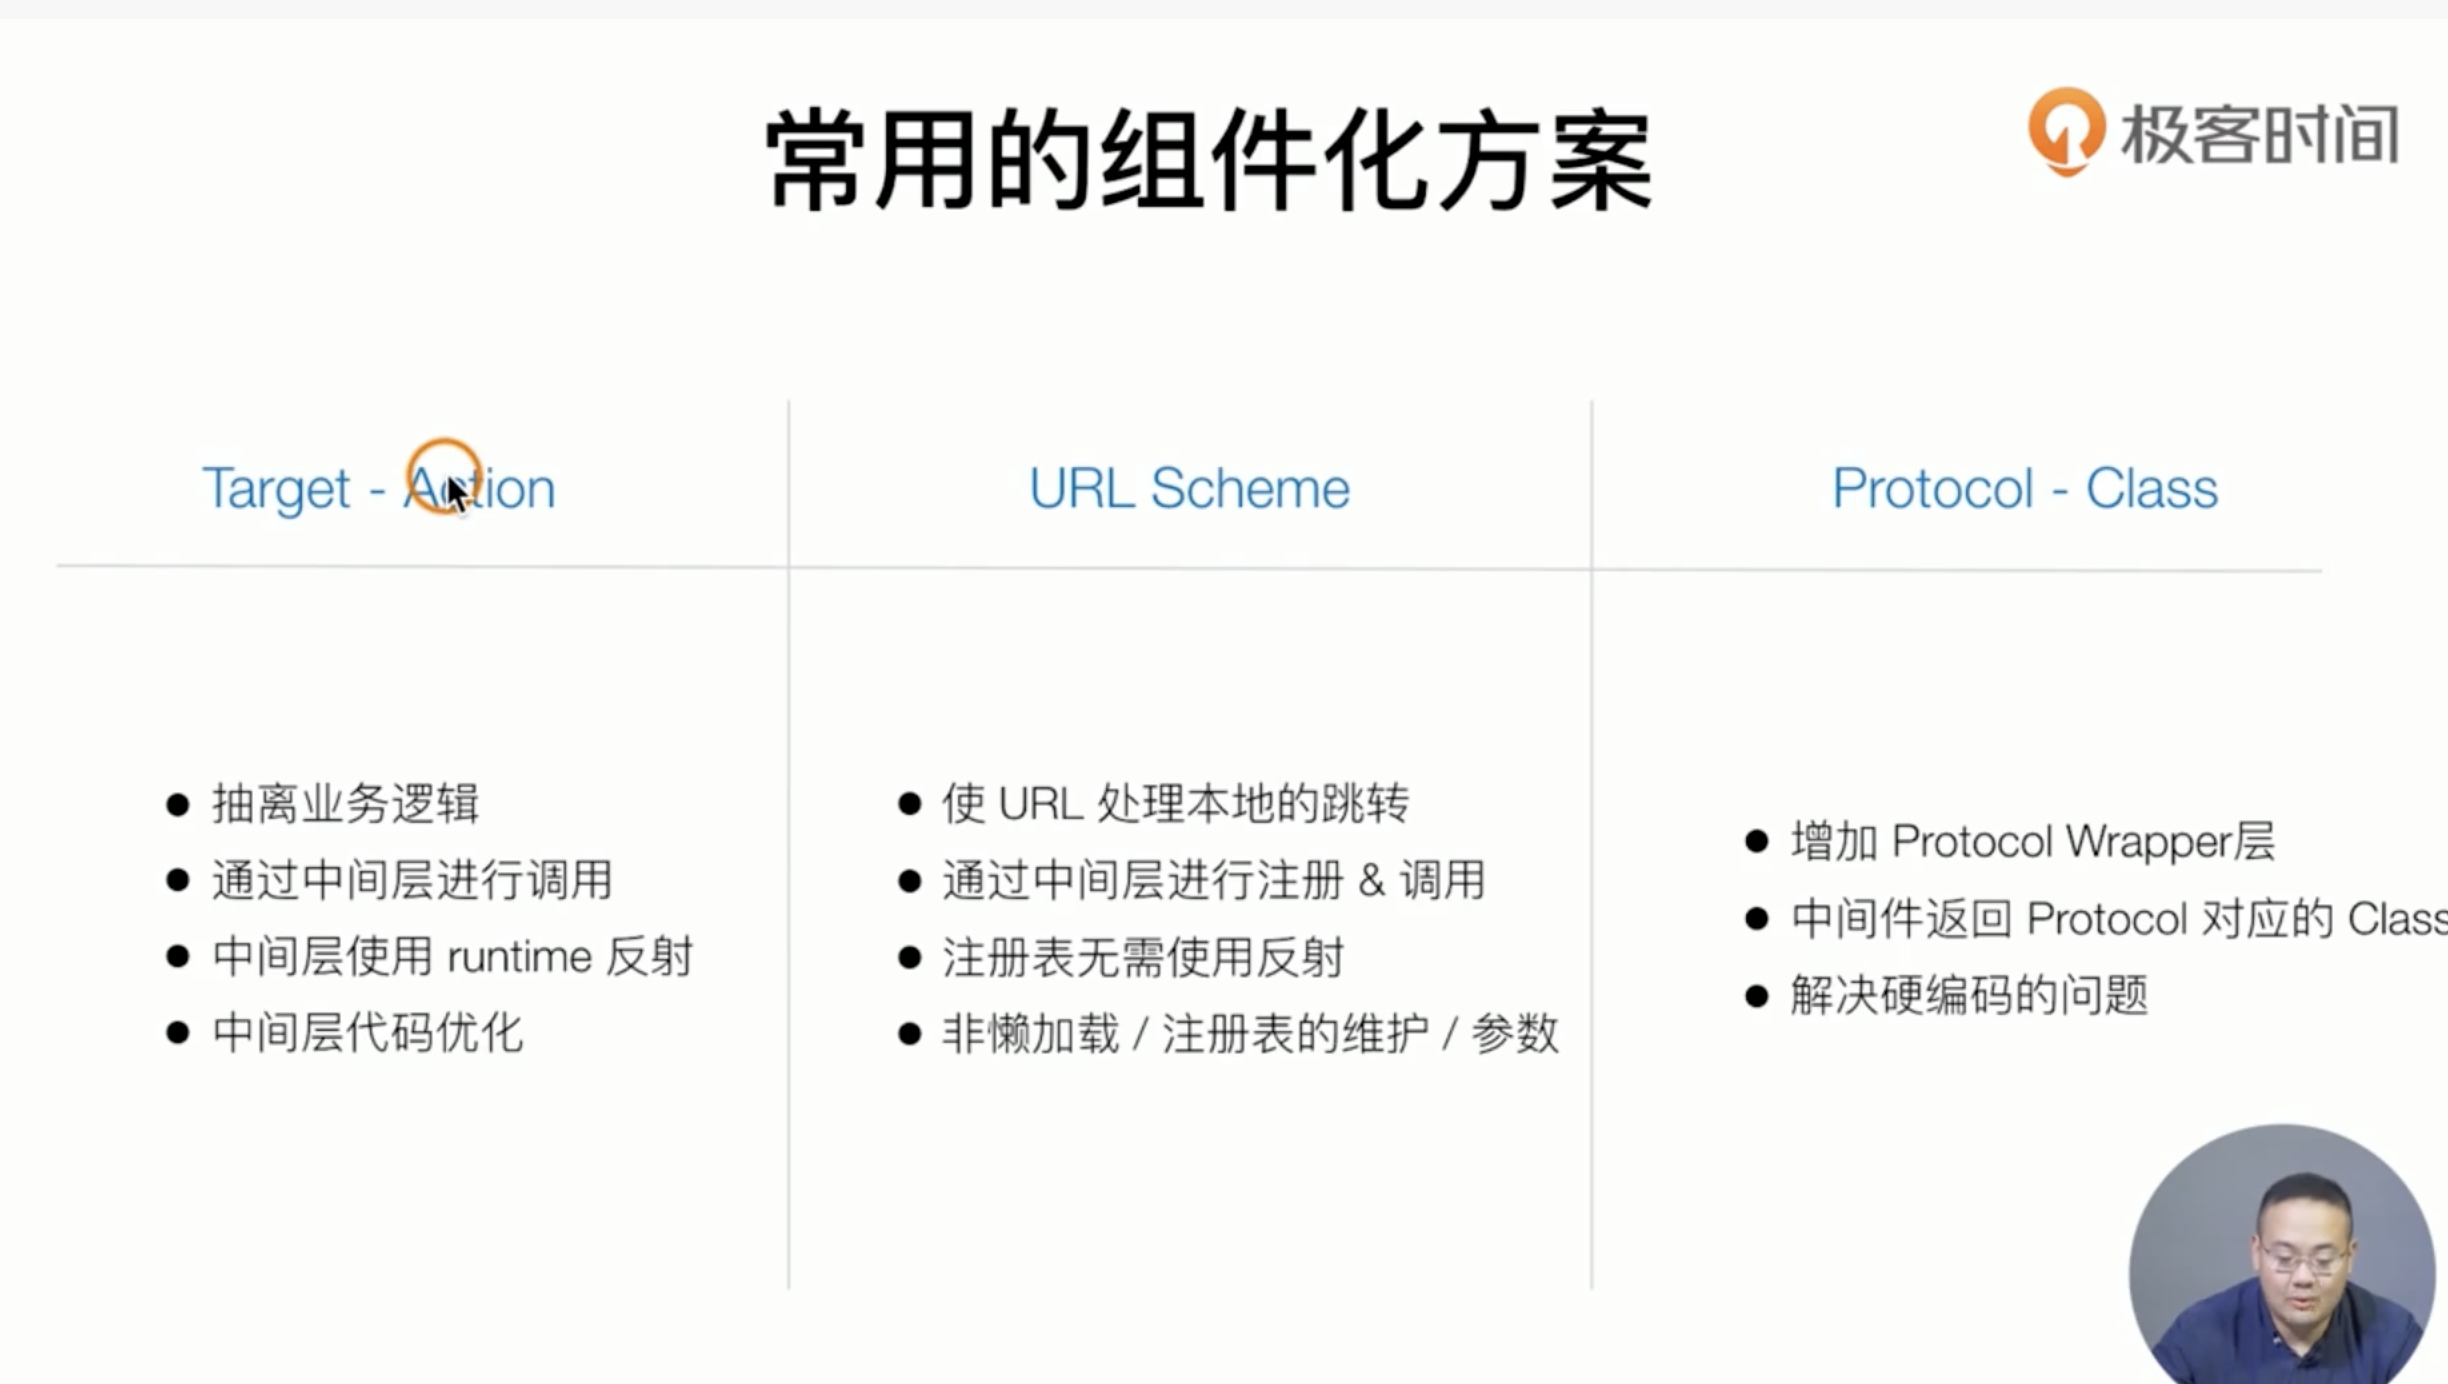 常用的组件化方案
极客时间
Target - Action
URL Scheme
Protocol - Class
抽离业务逻辑
通过中间层进行调用
中间层使用 runtime 反射
中间层代码优化
使 URL 处理本地的跳转
通过中间层进行注册 & 调用
注册表无需使用反射
非懒加载 / 注册表的维护 / 参数
增加 Protocol Wrapper层
中间件返回 Protocol 对应的 Class
解决硬编码的问题